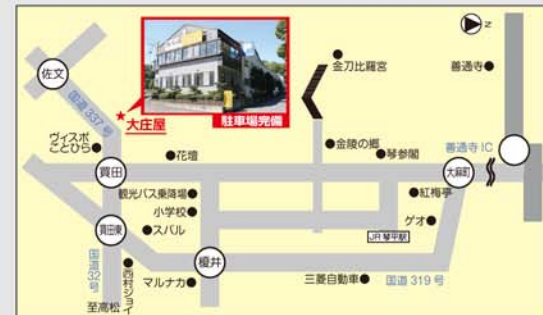 N
佐文
国道337号
大庄屋
駐車場完備
金刀比羅宮
善通寺
ヴィスポ
ことひら
花壇
金陵の郷
琴参閣
善通寺IC
大麻町
買田
観光バス乗降場
紅梅亭
小学校
ゲオ
買田東
スバル
JR琴平駅
榎井
国道32号
西村ジョイ
マルナカ
三菱自動車
国道319号
至高松